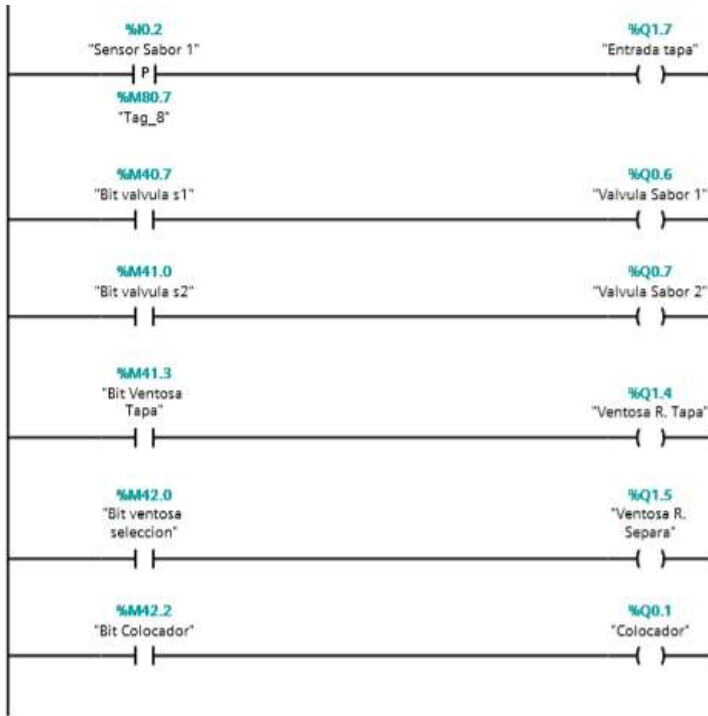 %I0.2
"Sensor Sabor 1"
P
%M80.7
"Tag_8"
%Q1.7
"Entrada tapa"
%M40.7
"Bit valvula s1"
%Q0.6
"Valvula Sabor 1"
%M41.0
"Bit valvula s2"
%Q0.7
"Valvula Sabor 2"
%M41.3
"Bit Ventosa
Tapa"
%Q1.4
"Ventosa R. Tapa"
%M42.0
"Bit ventosa
seleccion"
%Q1.5
"Ventosa R.
Separa"
%M42.2
"Bit Colocador"
%Q0.1
"Colocador"